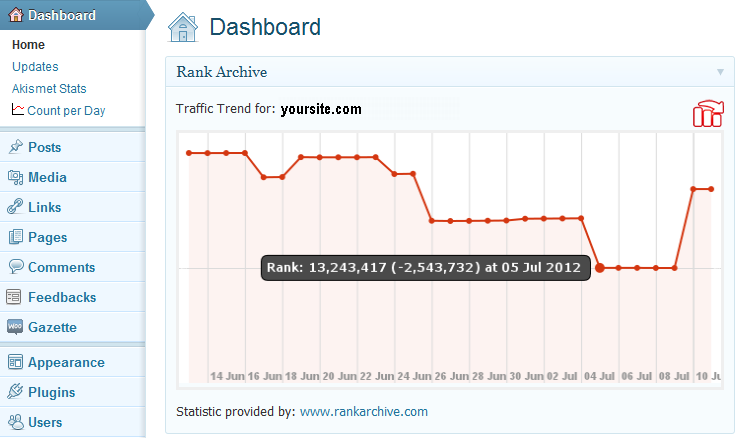 Dashboard
Home
Updates
Akismet Stats
Count per Day
Posts
Media
Links
Pages
Comments
Feedbacks
WOO Gazette
Appearance
Plugins
Users
Dashboard
Rank Archive
Traffic Trend for: yoursite.com
Rank: 13,243,417 (-2,543,732) at 05 Jul 2012
14 Jun 16 Jun 18 Jun 20 Jun 22 Jun 24 Jun 26 Jun 28 Jun 30 Jun 02 Jul 04 Jul 06 Jul 08 Jul 10 Ju
Statistic provided by: www.rankarchive.com